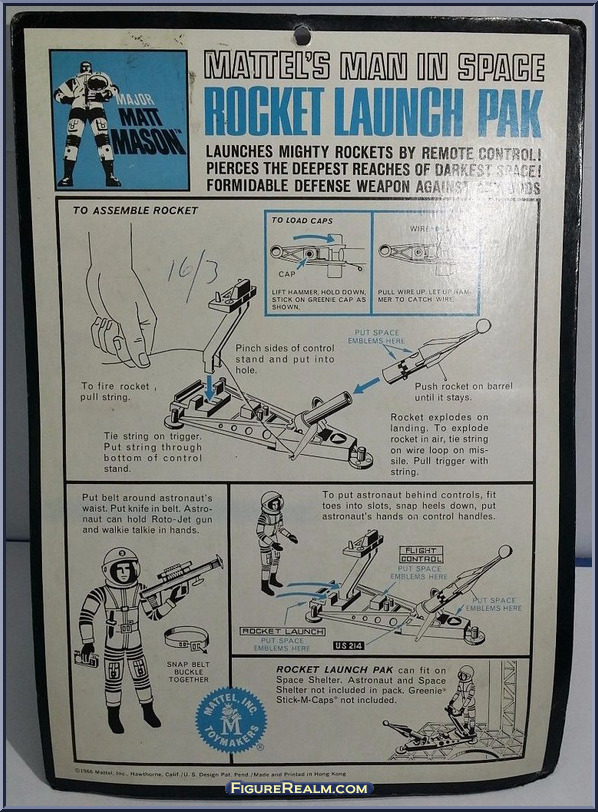 MAJOR
MATT
MASON™
MATTEL'S MAN IN SPACE
ROCKET LAUNCH PAK
LAUNCHES MIGHTY ROCKETS BY REMOTE CONTROL!
PIERCES THE DEEPEST REACHES OF DARKEST SPACE!
FORMIDABLE DEFENSE WEAPON AGAINST
TO ASSEMBLE ROCKET
16/3
TO LOAD CAPS
CAP
LIFT HAMMER, HOLD DOWN,
STICK ON GREENIE CAP AS
SHOWN.
WIRE
PULL WIRE UP, LET UP HAM-
MER TO CATCH WIRE.
Pinch sides of control
stand and put into
hole.
PUT SPACE
EMBLEMS HERE
To fire rocket,
pull string.
Push rocket on barrel
until it stays.
Tie string on trigger.
Put string through
bottom of control
stand.
Rocket explodes on
landing. To explode
rocket in air, tie string
on wire loop on mis-
sile. Pull trigger with
string.
Put belt around astronaut's
waist. Put knife in belt. Astro-
naut can hold Roto-Jet gun
and walkie talkie in hands.
SNAP BELT
BUCKLE
TOGETHER
To put astronaut behind controls, fit
toes into slots, snap heels down, put
astronaut's hands on control handles.
FLIGHT
CONTROL
PUT SPACE
EMBLEMS HERE
PUT SPACE
EMBLEMS HERE
ROCKET LAUNCH
PUT SPACE
EMBLEMS HERE
US 214
ROCKET LAUNCH PAK can fit on
Space Shelter. Astronaut and Space
Shelter not included in pack. Greenie®
Stick-M-Caps® not included.
MATTEL, INC.
M
TOYMAKERS
®
©1966 Mattel, Inc., Hawthorne, Calif./U. S. Design Pat. Pend./Made and Printed in Hong Kong
FIGUREREALM.COM